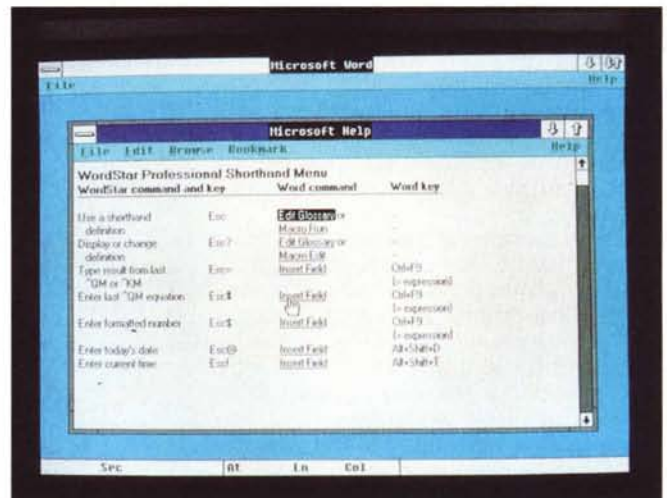 Microsoft Word
File Help
Microsoft Help
File Edit Browse Bookmark Help
WordStar Professional Shorthand Menu
WordStar command and key Word command Word key
Use a shorthand Esc Edit Glossary or -
definition Macro Run -
Display or change Esc? Edit Glossary or -
definition Macro Edit -
Type result from last Esc= Insert Field Ctrl+F9
^QM or ^KM (= expression)
Enter last ^QM equation Insert Field Ctrl+F9
(= expression)
Enter formatted number Esc$ Insert Field Ctrl+F9
(= expression)
Enter today's date Esc@ Insert Field Alt+Shift+D
Enter current time Esc! Insert Field Alt+Shift+T
Sec At Ln Col